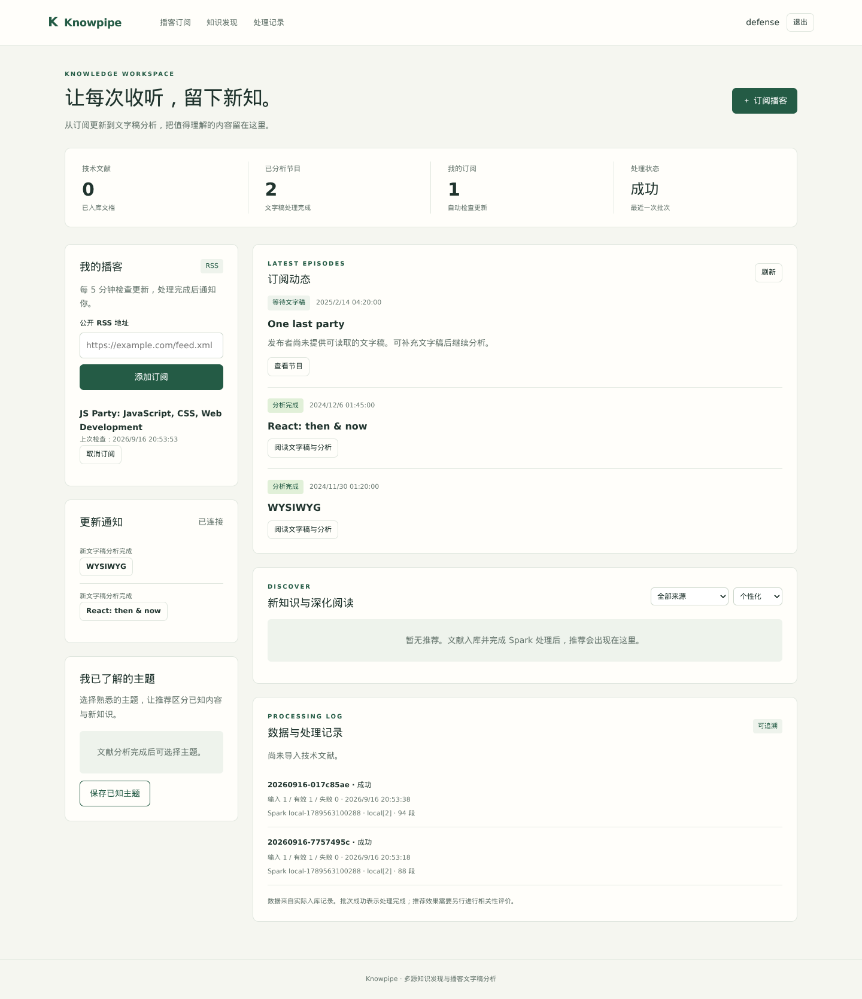 K Knowpipe
播客订阅
知识发现
处理记录
defense
退出
KNOWLEDGE WORKSPACE
让每次收听，留下新知。
从订阅更新到文字稿分析，把值得理解的内容留在这里。
+ 订阅播客
技术文献
0
已入库文档
已分析节目
2
文字稿处理完成
我的订阅
1
自动检查更新
处理状态
成功
最近一次批次
我的播客
RSS
每 5 分钟检查更新，处理完成后通知
你。
公开 RSS 地址
https://example.com/feed.xml
添加订阅
JS Party: JavaScript, CSS, Web
Development
上次检查：2026/9/16 20:53:53
取消订阅
更新通知
已连接
新文字稿分析完成
WYSIWYG
新文字稿分析完成
React: then & now
我已了解的主题
选择熟悉的主题，让推荐区分已知内容
与新知识。
文献分析完成后可选择主题。
保存已知主题
LATEST EPISODES
订阅动态
刷新
等待文字稿
2025/2/14 04:20:00
One last party
发布者尚未提供可读取的文字稿。可补充文字稿后继续分析。
查看节目
分析完成
2024/12/6 01:45:00
React: then & now
阅读文字稿与分析
分析完成
2024/11/30 01:20:00
WYSIWYG
阅读文字稿与分析
DISCOVER
新知识与深化阅读
全部来源
个性化
暂无推荐。文献入库并完成 Spark 处理后，推荐会出现在这里。
PROCESSING LOG
数据与处理记录
可追溯
尚未导入技术文献。
20260916-017c85ae · 成功
输入 1 / 有效 1 / 失败 0 · 2026/9/16 20:53:38
Spark local-1789563100288 · local[2] · 94 段
20260916-7757495c · 成功
输入 1 / 有效 1 / 失败 0 · 2026/9/16 20:53:18
Spark local-1789563100288 · local[2] · 88 段
数据来自实际入库记录。批次成功表示处理完成；推荐效果需要另行进行相关性评价。
Knowpipe · 多源知识发现与播客文字稿分析